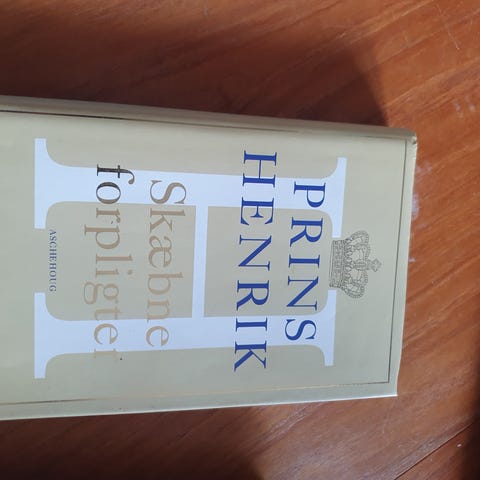 PRINS
HENRIK
Skæbne
forpligter
ASCHEHOUG